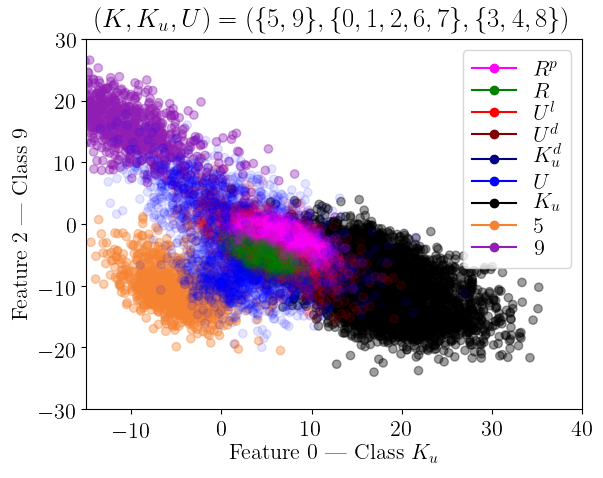 (K, K_u, U) = ({5, 9}, {0, 1, 2, 6, 7}, {3, 4, 8})
30
20
10
0
−10
−20
−30
Feature 2 — Class 9
R^p
R
U^l
U^d
K_u^d
U
K_u
5
9
−10
0
10
20
30
40
Feature 0 — Class K_u